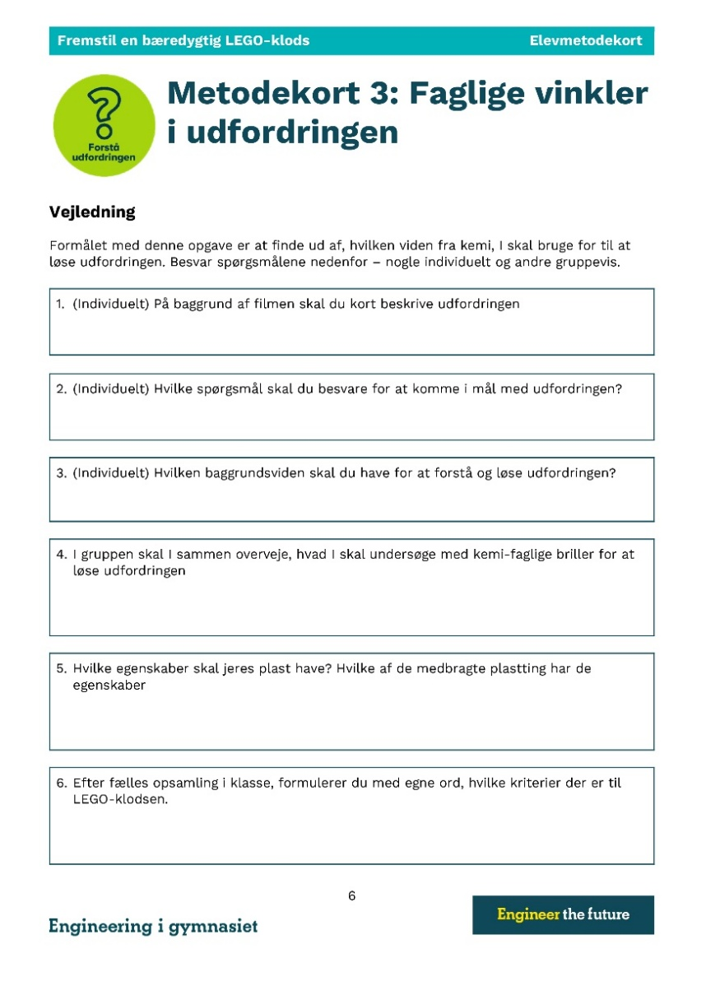 Fremstil en bæredygtig LEGO-klods Elevmetodekort
Forstå
udfordringen
Metodekort 3: Faglige vinkler
i udfordringen
Vejledning
Formålet med denne opgave er at finde ud af, hvilken viden fra kemi, I skal bruge for til at
løse udfordringen. Besvar spørgsmålene nedenfor – nogle individuelt og andre gruppevis.
1. (Individuelt) På baggrund af filmen skal du kort beskrive udfordringen
2. (Individuelt) Hvilke spørgsmål skal du besvare for at komme i mål med udfordringen?
3. (Individuelt) Hvilken baggrundsviden skal du have for at forstå og løse udfordringen?
4. I gruppen skal I sammen overveje, hvad I skal undersøge med kemi-faglige briller for at
løse udfordringen
5. Hvilke egenskaber skal jeres plast have? Hvilke af de medbragte plastting har de
egenskaber
6. Efter fælles opsamling i klasse, formulerer du med egne ord, hvilke kriterier der er til
LEGO-klodsen.
6
Engineering i gymnasiet
Engineer the future